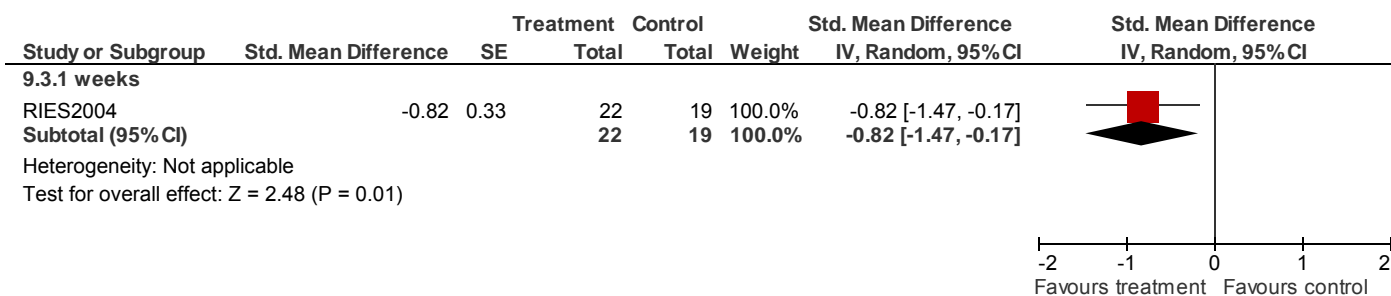 Treatment Control Std. Mean Difference Std. Mean Difference
Study or Subgroup Std. Mean Difference SE Total Total Weight IV, Random, 95% CI IV, Random, 95% CI
9.3.1 weeks
RIES2004 -0.82 0.33 22 19 100.0% -0.82 [-1.47, -0.17]
Subtotal (95% CI) 22 19 100.0% -0.82 [-1.47, -0.17]
Heterogeneity: Not applicable
Test for overall effect: Z = 2.48 (P = 0.01)
-2 -1 0 1 2
Favours treatment Favours control